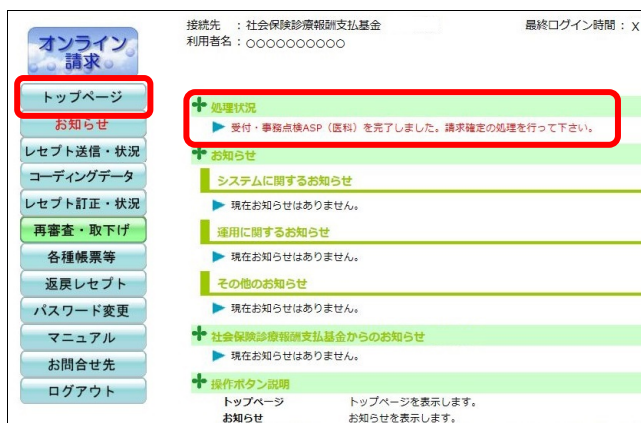 オンライン
請求
接続先 ：社会保険診療報酬支払基金
利用者名：○○○○○○○○○○
最終ログイン時間： X
トップページ
お知らせ
レセプト送信・状況
コーディングデータ
レセプト訂正・状況
再審査・取下げ
各種帳票等
返戻レセプト
パスワード変更
マニュアル
お問合せ先
ログアウト
処理状況
受付・事務点検ASP（医科）を完了しました。請求確定の処理を行って下さい。
お知らせ
システムに関するお知らせ
現在お知らせはありません。
運用に関するお知らせ
現在お知らせはありません。
その他のお知らせ
現在お知らせはありません。
社会保険診療報酬支払基金からのお知らせ
現在お知らせはありません。
操作ボタン説明
トップページ トップページを表示します。
お知らせ お知らせを表示します。